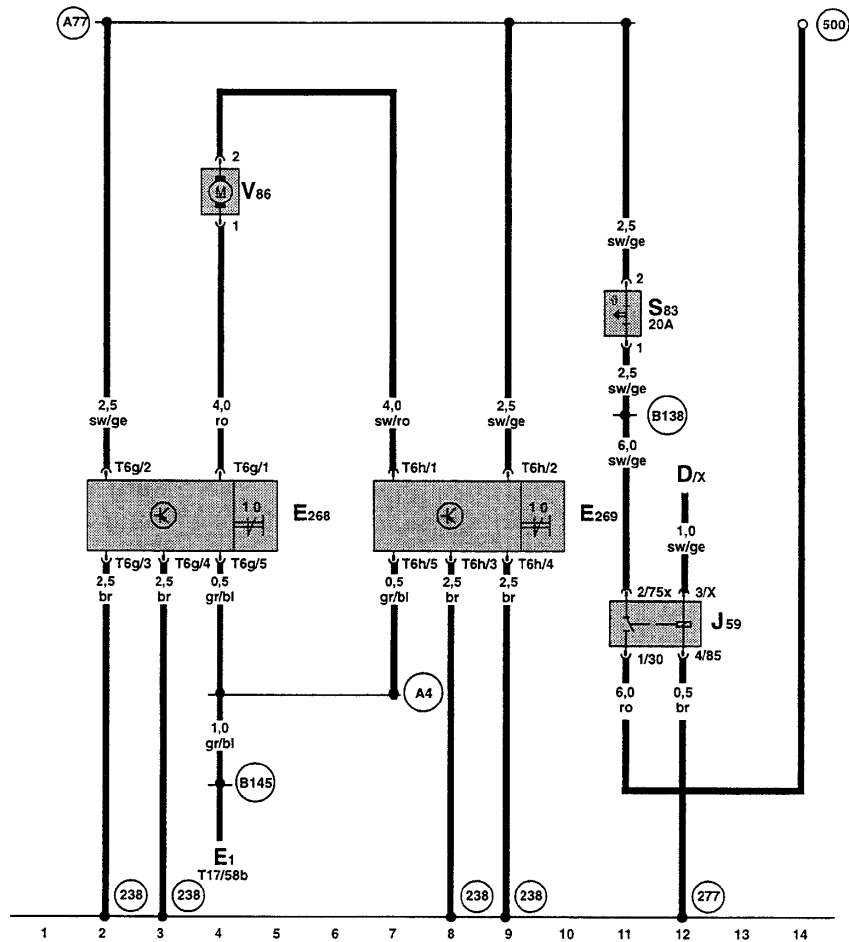 A77
500
2
M
V86
1
2,5
sw/ge
2
S83
20A
1
2,5
sw/ge
2,5
sw/ge
4,0
ro
4,0
sw/ro
2,5
sw/ge
B138
6,0
sw/ge
T6g/2
T6g/1
T6h/1
T6h/2
D/X
1 0
E268
1 0
E269
1,0
sw/ge
T6g/3
T6g/4
T6g/5
T6h/5
T6h/3
T6h/4
2,5
br
2,5
br
0,5
gr/bl
0,5
gr/bl
2,5
br
2,5
br
2/75x
3/X
J59
1/30
4/85
A4
6,0
ro
0,5
br
1,0
gr/bl
B145
E1
T17/58b
238
238
238
238
277
1 2 3 4 5 6 7 8 9 10 11 12 13 14